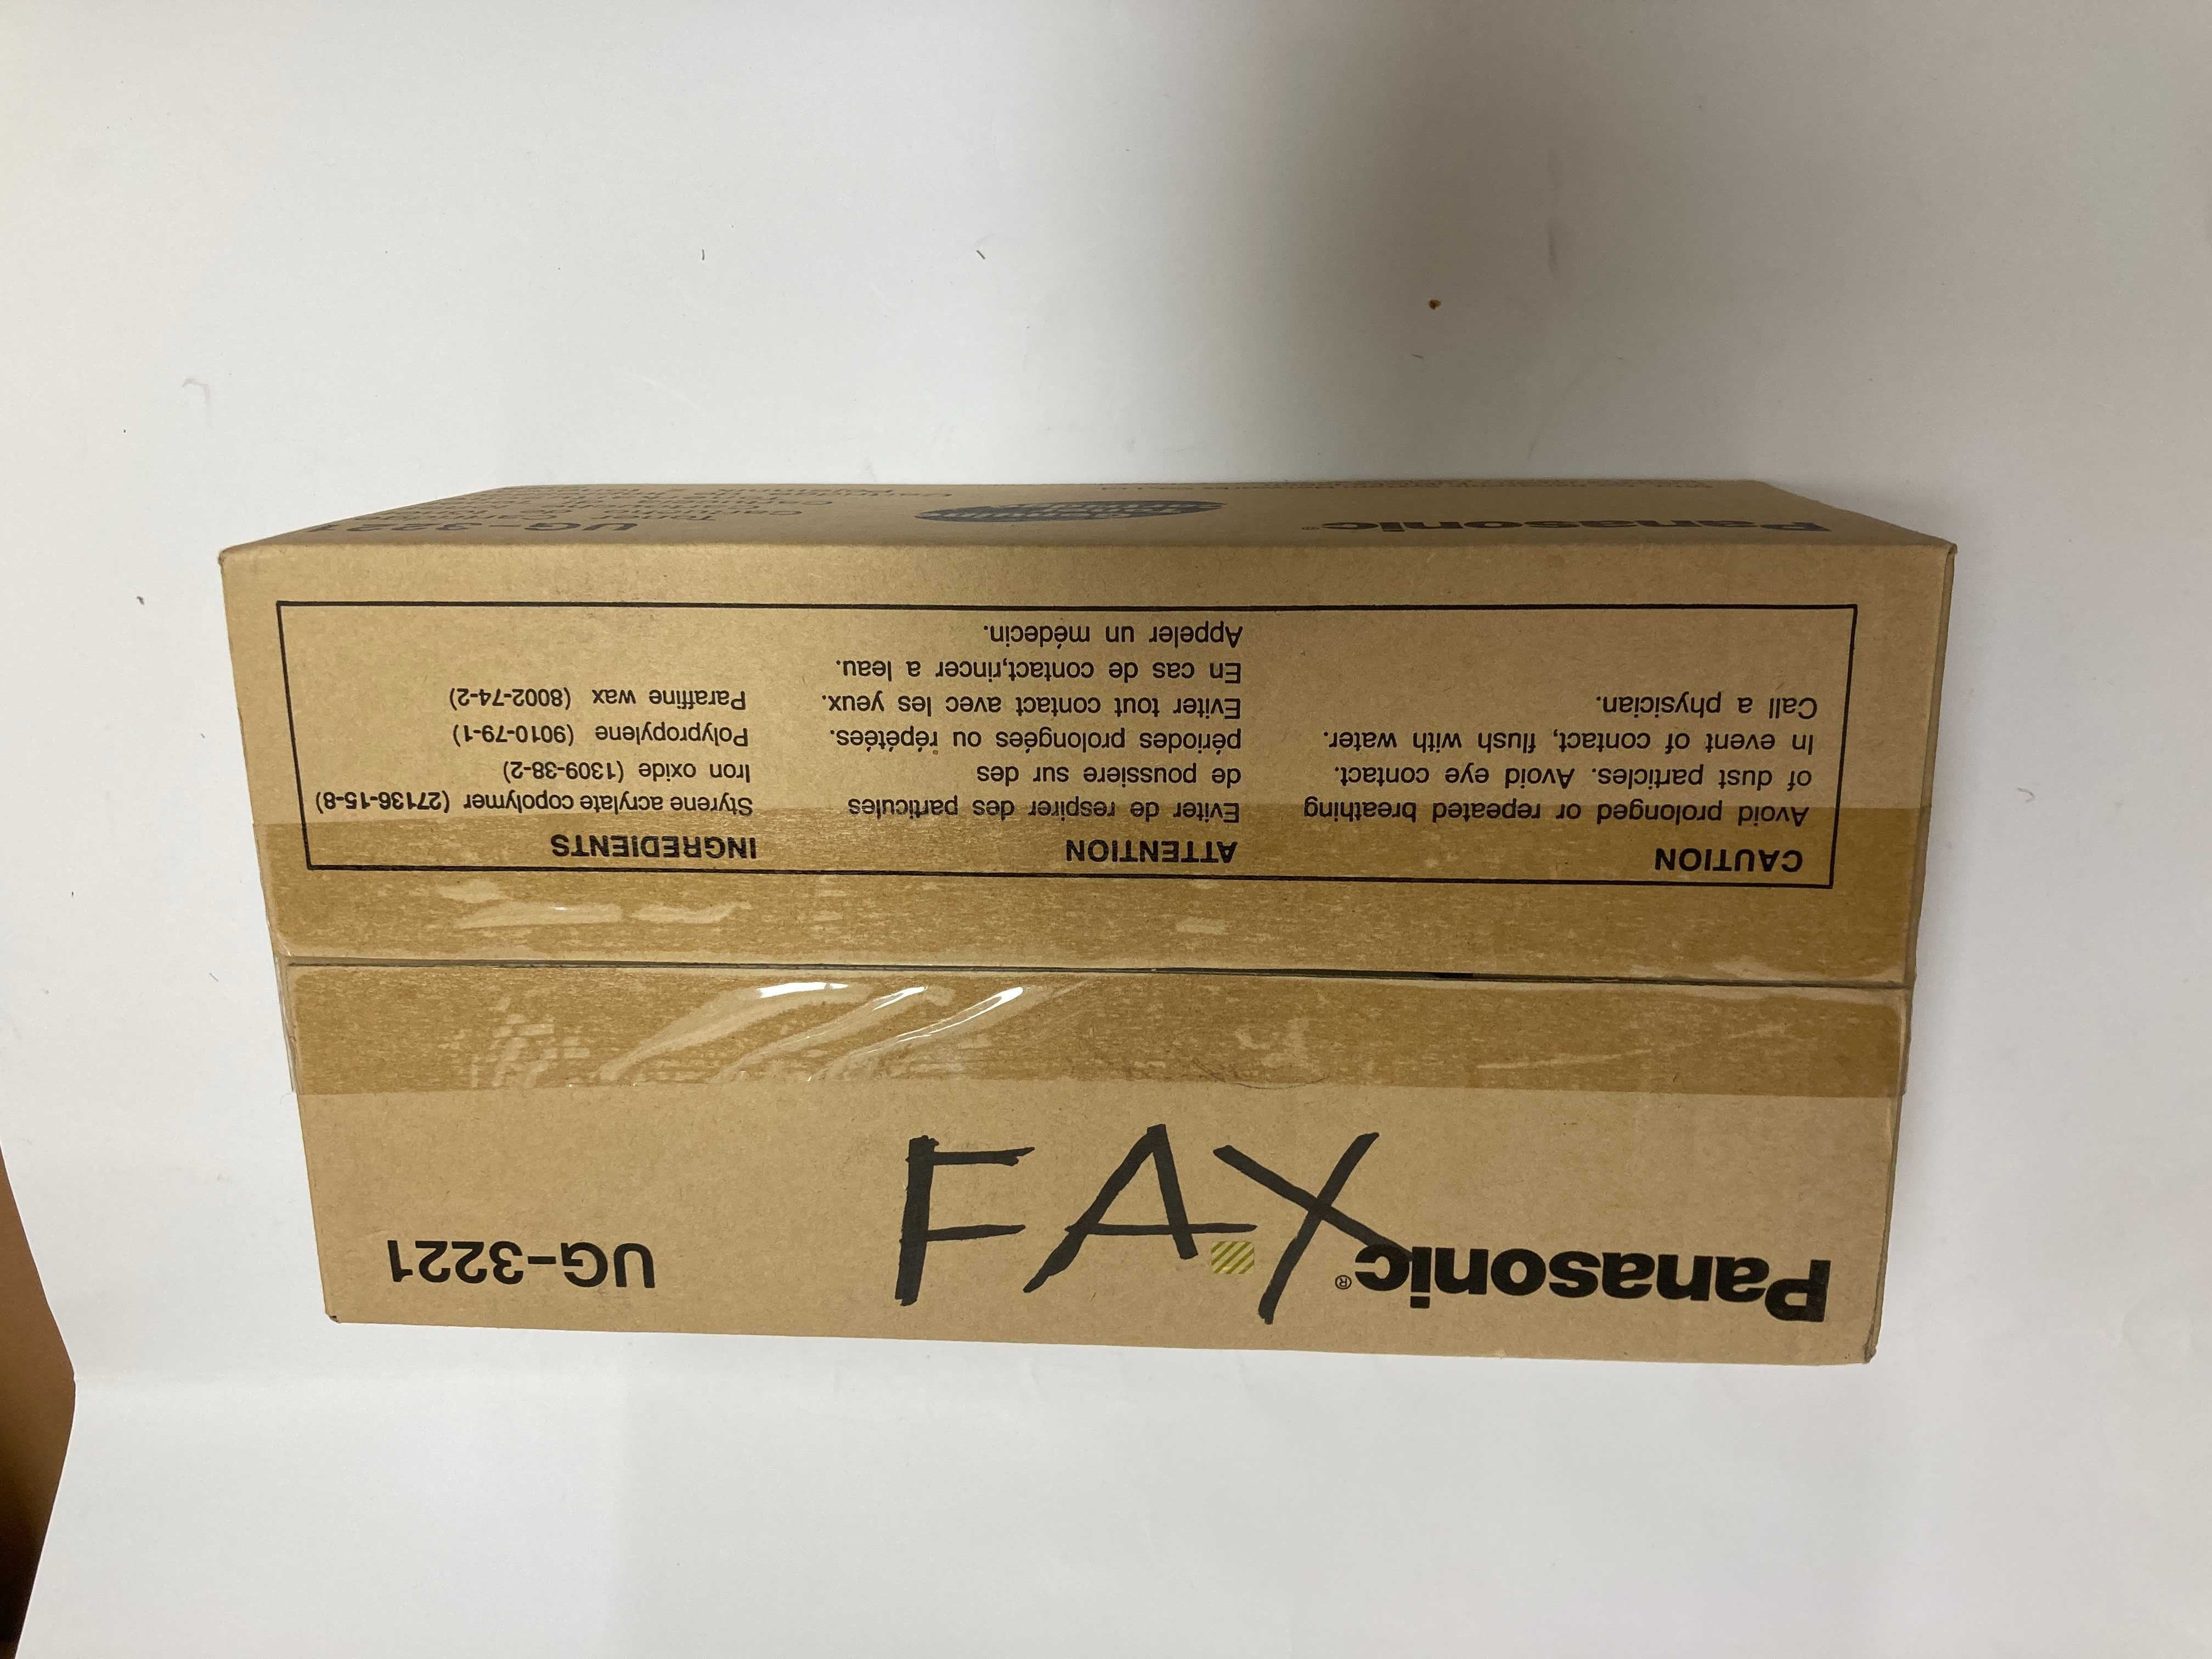 Panasonic®
UG-3221
FAX
CAUTION
Avoid prolonged or repeated breathing
of dust particles. Avoid eye contact.
In event of contact, flush with water.
Call a physician.
ATTENTION
Eviter de respirer des particules
de poussiere sur des
périodes prolongées ou répétées.
Eviter tout contact avec les yeux.
En cas de contact,rincer a leau.
Appeler un médecin.
INGREDIENTS
Styrene acrylate copolymer (27136-15-8)
Iron oxide (1309-38-2)
Polypropylene (9010-79-1)
Paraffine wax (8002-74-2)
Panasonic®
UG-3221